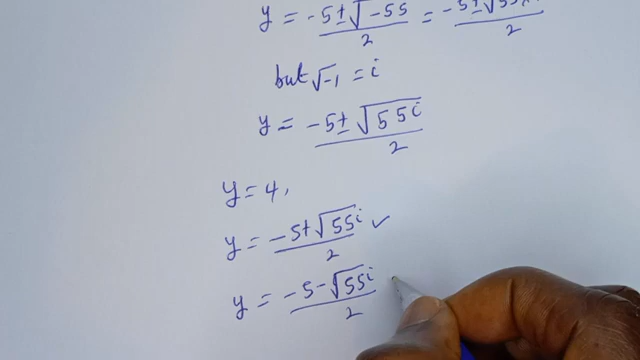 y = -5±√-55/2 = -5±√55
but √-1 = i
y = -5±√55i/2
y = 4,
y = -5+√55i/2 ✓
y = -5-√55i/2